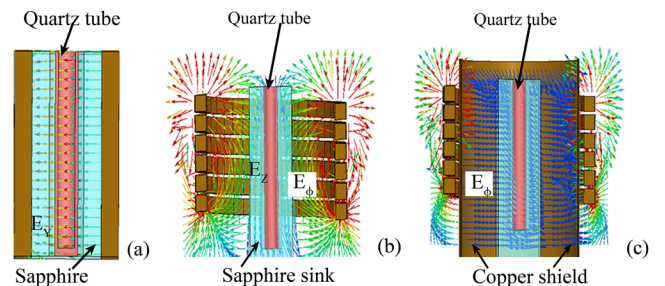 Quartz tube
E_Y
Sapphire
(a)
Quartz tube
E_Z
E_ϕ
Sapphire sink
(b)
Quartz tube
E_ϕ
Copper shield
(c)